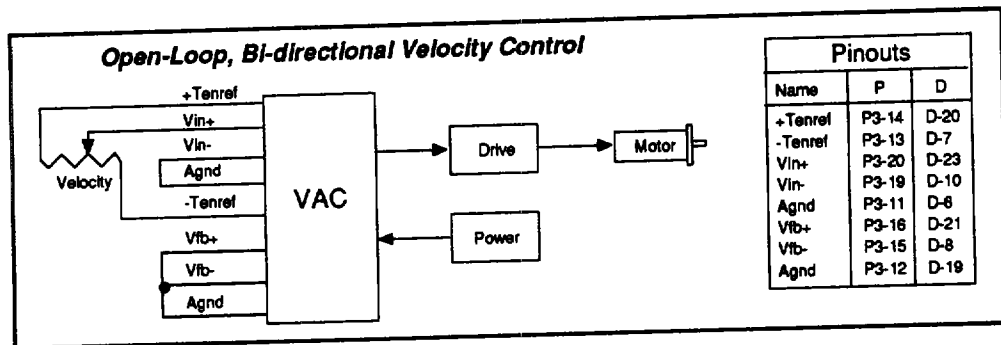 Open-Loop, Bi-directional Velocity Control
+Tenref
Vin+
Vin-
Agnd
Velocity
-Tenref
Vfb+
Vfb-
Agnd
VAC
Drive
Motor
Power
Pinouts
Name P D
+Tenref P3-14 D-20
-Tenref P3-13 D-7
Vin+ P3-20 D-23
Vin- P3-19 D-10
Agnd P3-11 D-6
Vfb+ P3-16 D-21
Vfb- P3-15 D-8
Agnd P3-12 D-19